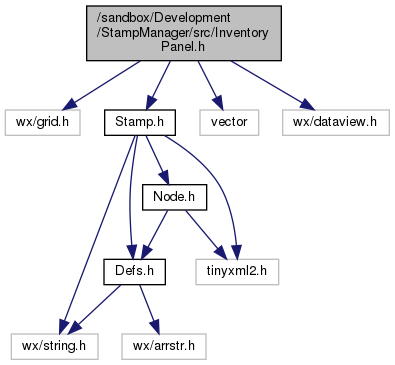 /sandbox/Development
/StampManager/src/Inventory
Panel.h
wx/grid.h
Stamp.h
vector
wx/dataview.h
Node.h
Defs.h
tinyxml2.h
wx/string.h
wx/arrstr.h